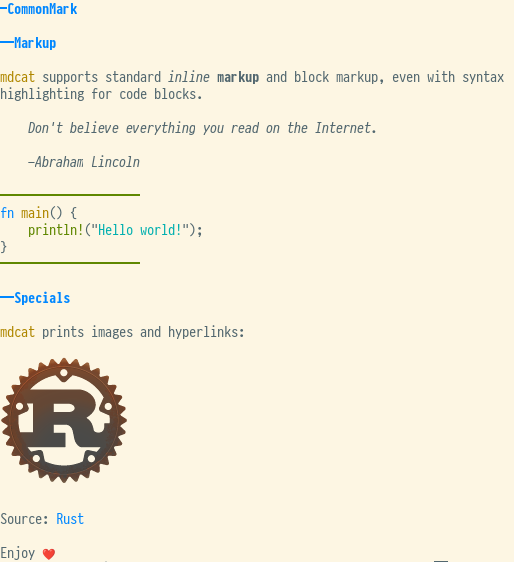 ─CommonMark
──Markup
mdcat supports standard inline markup and block markup, even with syntax
highlighting for code blocks.
Don't believe everything you read on the Internet.
—Abraham Lincoln
fn main() {
println!("Hello world!");
}
──Specials
mdcat prints images and hyperlinks:
R
Source: Rust
Enjoy ❤️